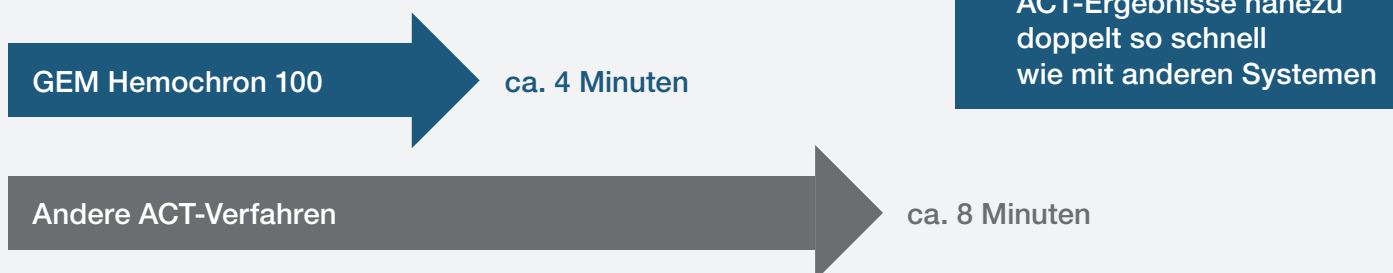 ACT-Ergebnisse nahezu
doppelt so schnell
wie mit anderen Systemen
GEM Hemochron 100
ca. 4 Minuten
Andere ACT-Verfahren
ca. 8 Minuten